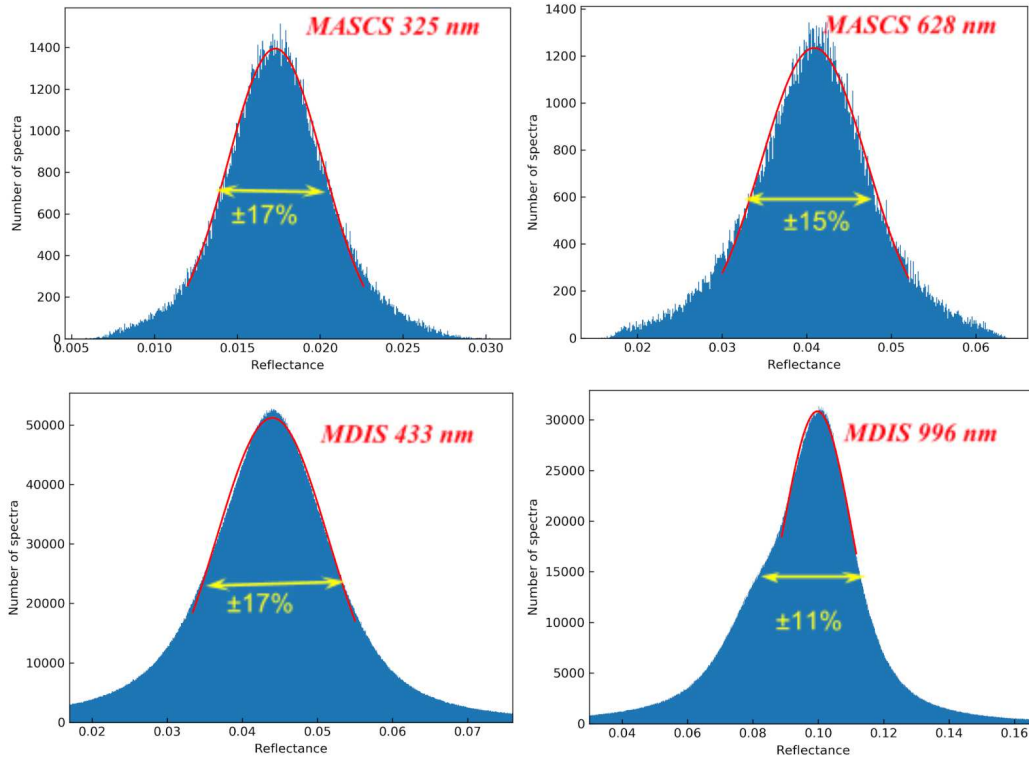 MASCS 325 nm
Number of spectra
1400
1200
1000
800
600
400
200
0
±17%
0.005 0.010 0.015 0.020 0.025 0.030
Reflectance
MASCS 628 nm
Number of spectra
1400
1200
1000
800
600
400
200
0
±15%
0.02 0.03 0.04 0.05 0.06
Reflectance
MDIS 433 nm
Number of spectra
50000
40000
30000
20000
10000
0
±17%
0.02 0.03 0.04 0.05 0.06 0.07
Reflectance
MDIS 996 nm
Number of spectra
30000
25000
20000
15000
10000
5000
0
±11%
0.04 0.06 0.08 0.10 0.12 0.14 0.16
Reflectance